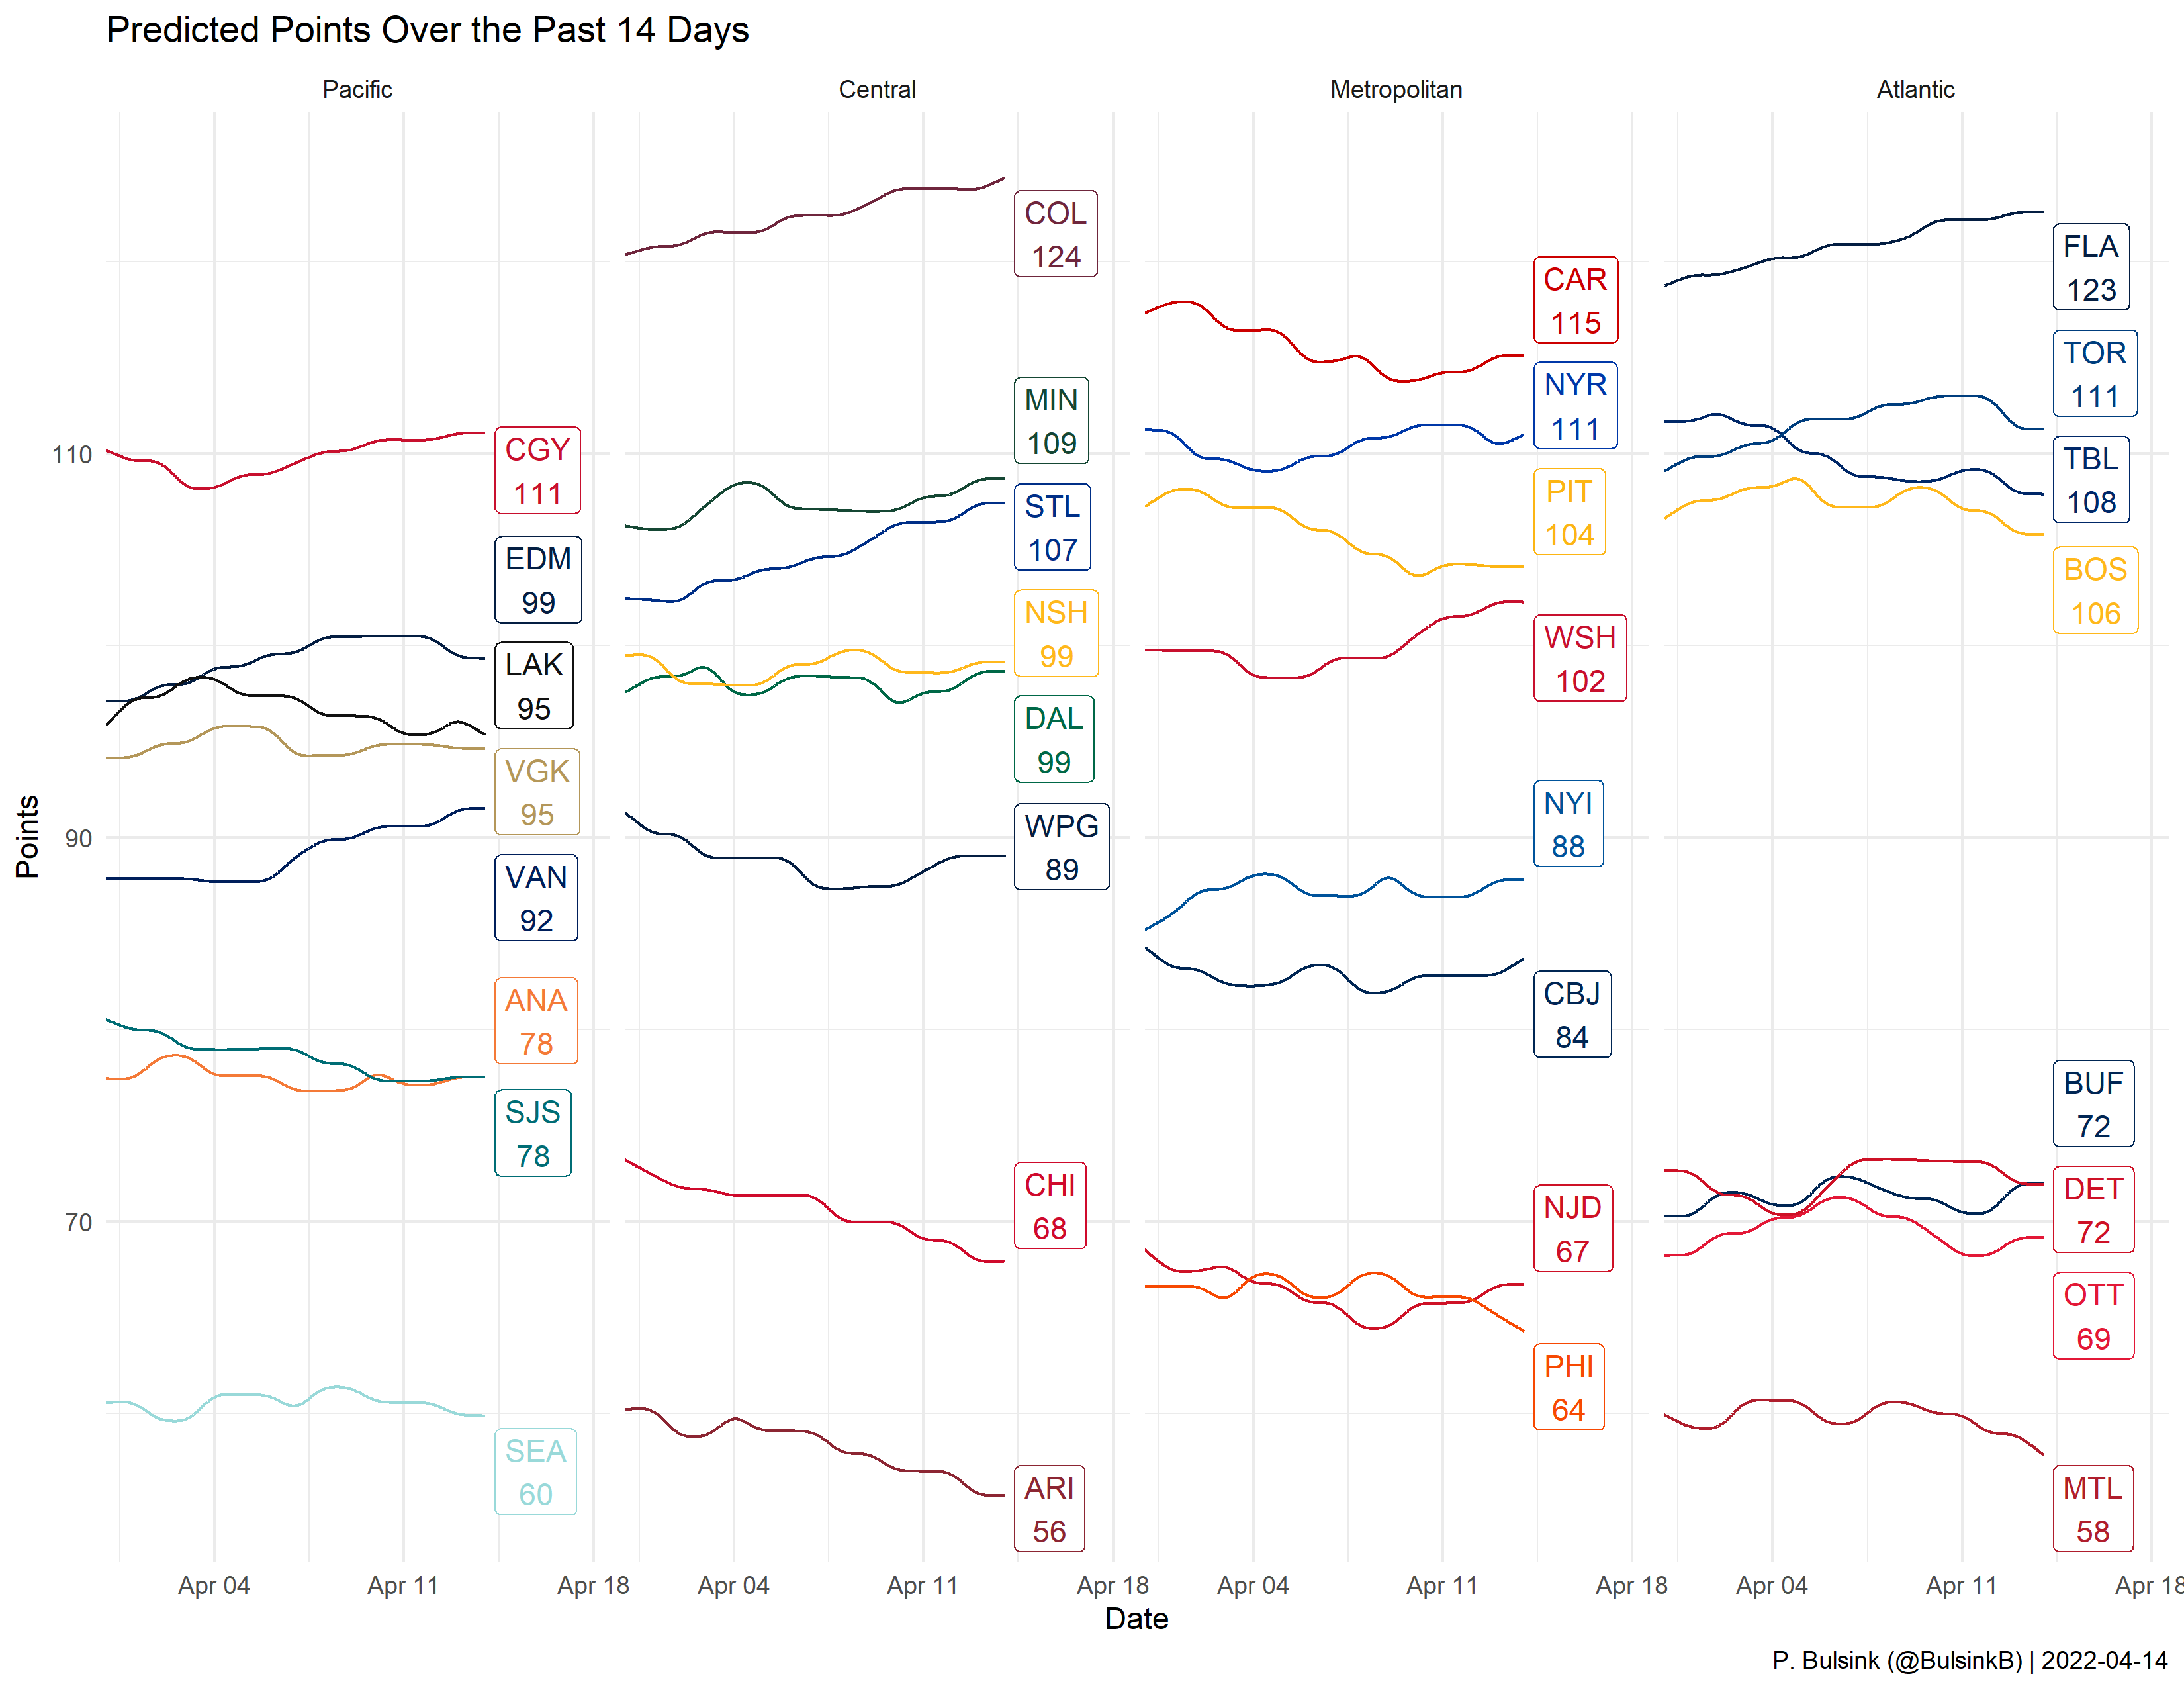 Predicted Points Over the Past 14 Days
Pacific
Central
Metropolitan
Atlantic
Points
110
90
70
CGY
111
EDM
99
LAK
95
VGK
95
VAN
92
ANA
78
SJS
78
SEA
60
COL
124
MIN
109
STL
107
NSH
99
DAL
99
WPG
89
CHI
68
ARI
56
CAR
115
NYR
111
PIT
104
WSH
102
NYI
88
CBJ
84
NJD
67
PHI
64
FLA
123
TOR
111
TBL
108
BOS
106
BUF
72
DET
72
OTT
69
MTL
58
Apr 04 Apr 11 Apr 18 Apr 04 Apr 11 Apr 18 Apr 04 Apr 11 Apr 18 Apr 04 Apr 11 Apr 18
Date
P. Bulsink (@BulsinkB) | 2022-04-14